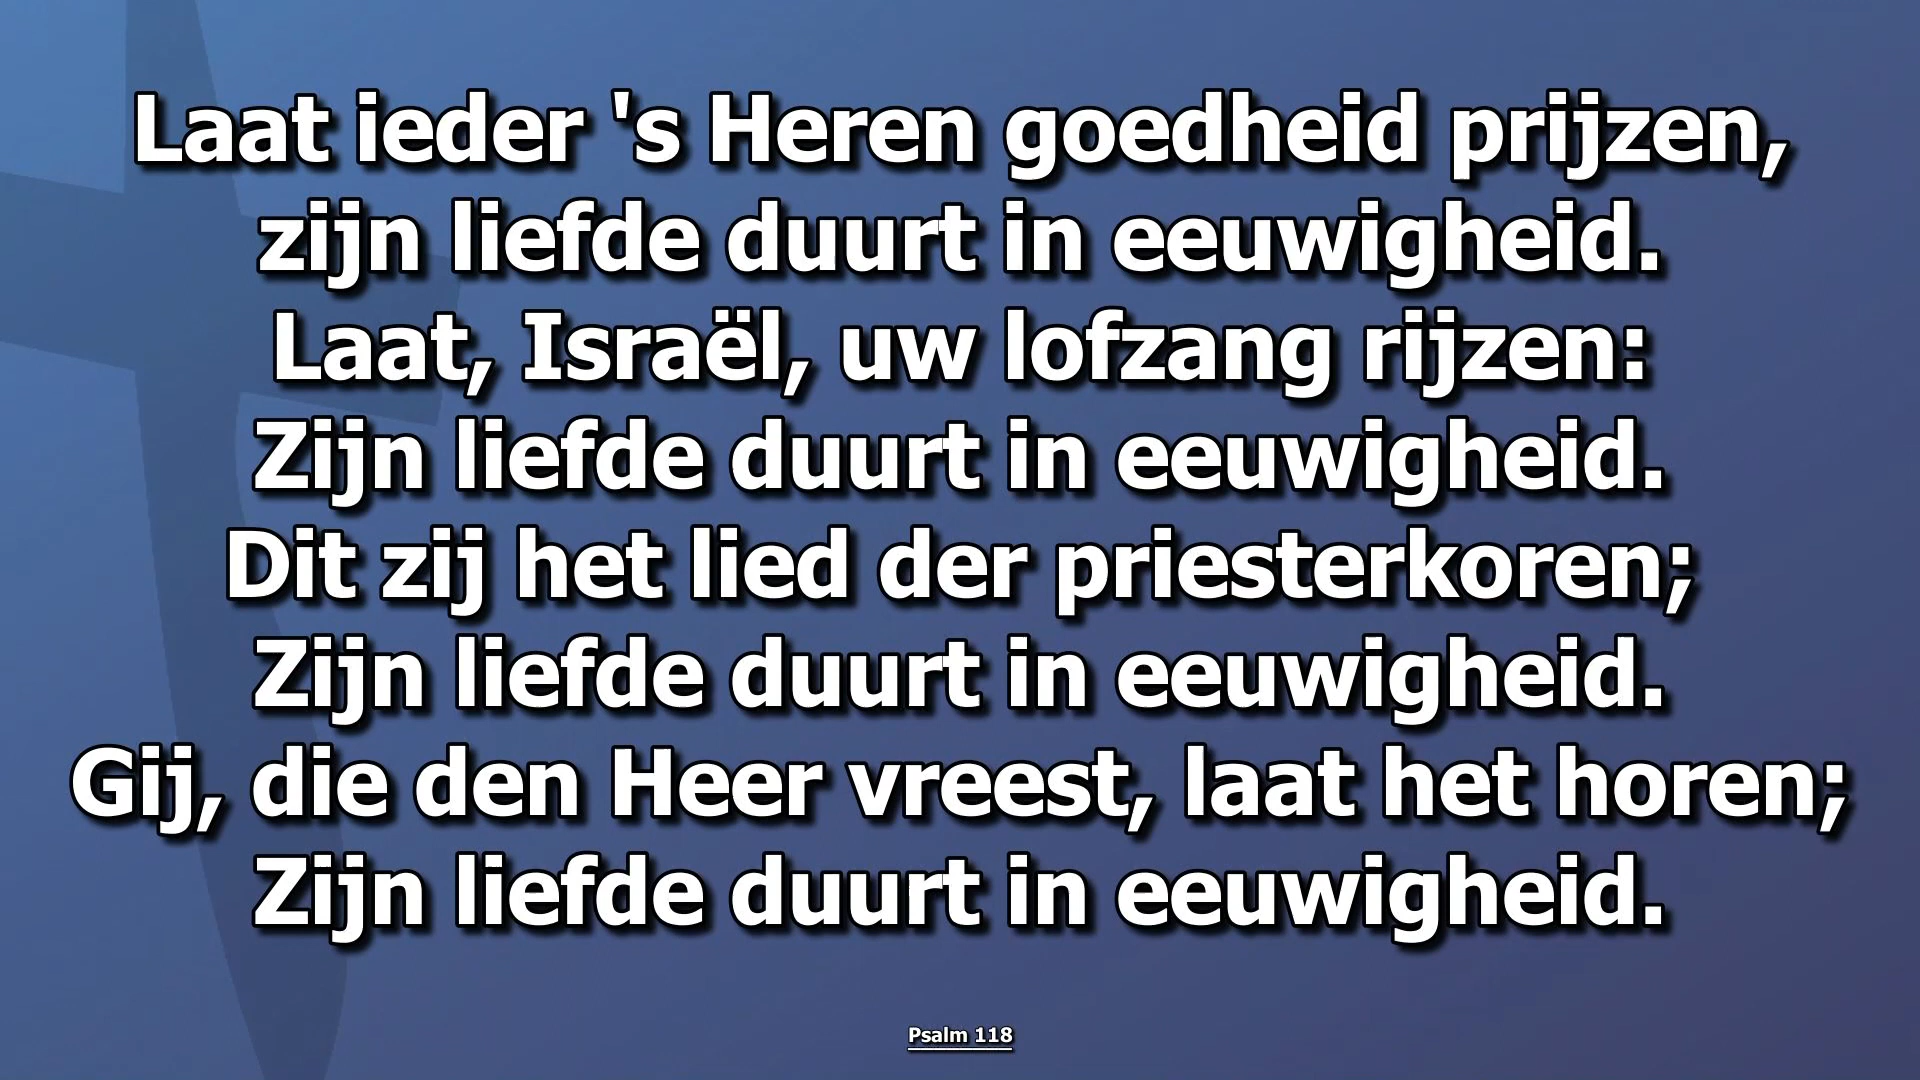 Laat ieder 's Heren goedheid prijzen,
zijn liefde duurt in eeuwigheid.
Laat, Israël, uw lofzang rijzen:
Zijn liefde duurt in eeuwigheid.
Dit zij het lied der priesterkoren;
Zijn liefde duurt in eeuwigheid.
Gij, die den Heer vreest, laat het horen;
Zijn liefde duurt in eeuwigheid.
Psalm 118